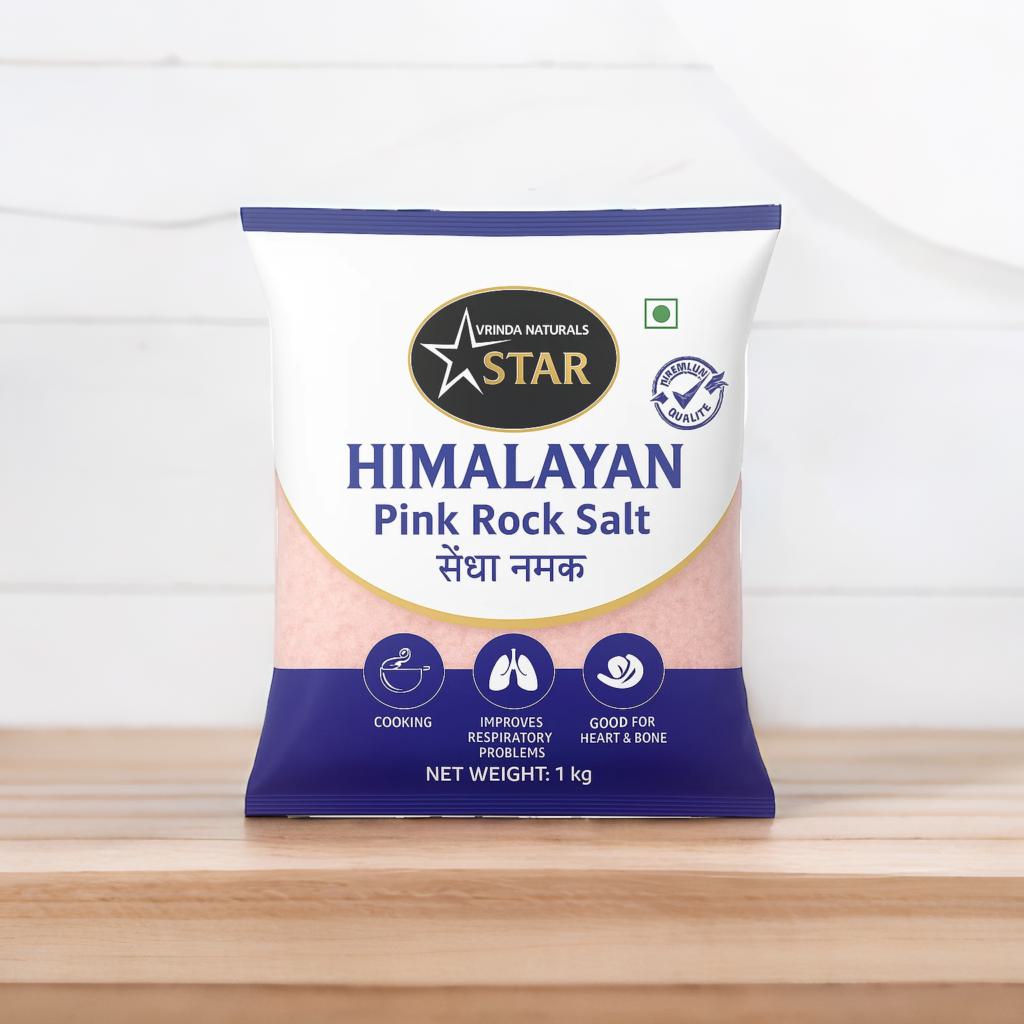 VRINDA NATURALS
STAR
QUALITE
HIMALAYAN
Pink Rock Salt
सेंधा नमक
COOKING
IMPROVES
RESPIRATORY
PROBLEMS
GOOD FOR
HEART & BONE
NET WEIGHT: 1 kg